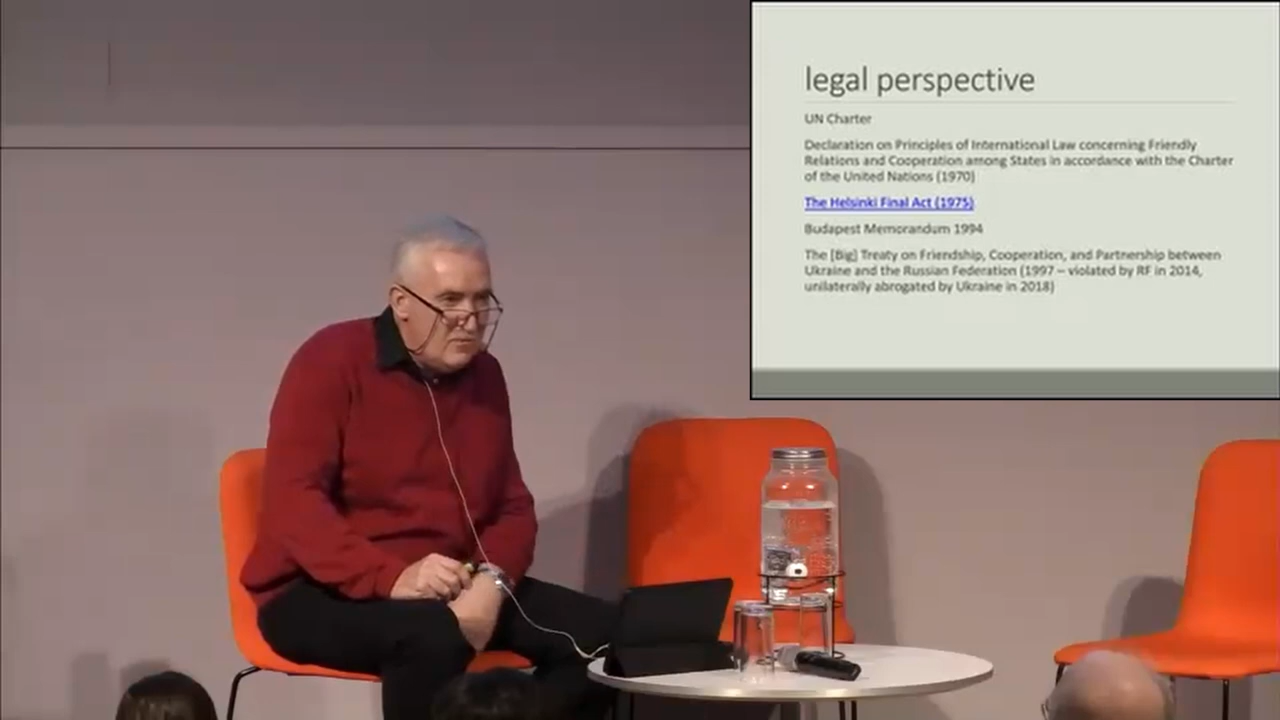 legal perspective
UN Charter
Declaration on Principles of International Law concerning Friendly
Relations and Cooperation among States in accordance with the Charter
of the United Nations (1970)
The Helsinki Final Act (1975)
Budapest Memorandum 1994
The [Big] Treaty on Friendship, Cooperation, and Partnership between
Ukraine and the Russian Federation (1997 – violated by RF in 2014,
unilaterally abrogated by Ukraine in 2018)